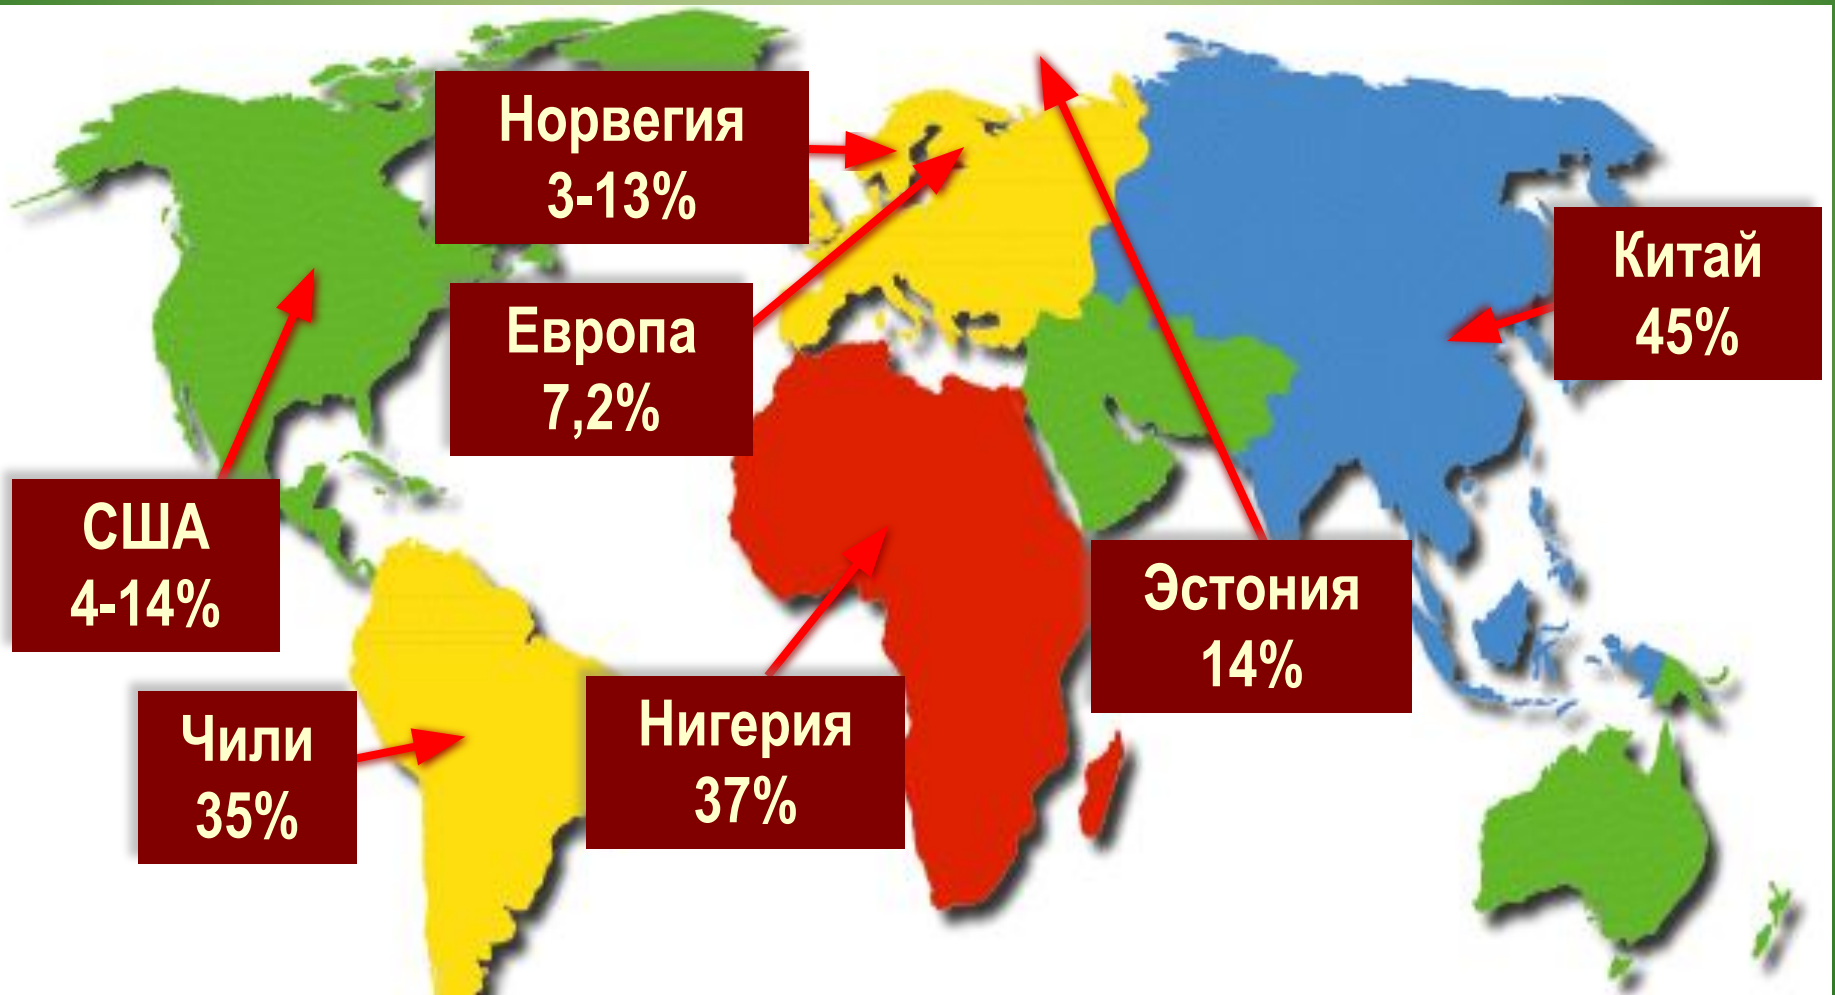 Норвегия
3-13%
Китай
45%
Европа
7,2%
США
4-14%
Эстония
14%
Чили
35%
Нигерия
37%